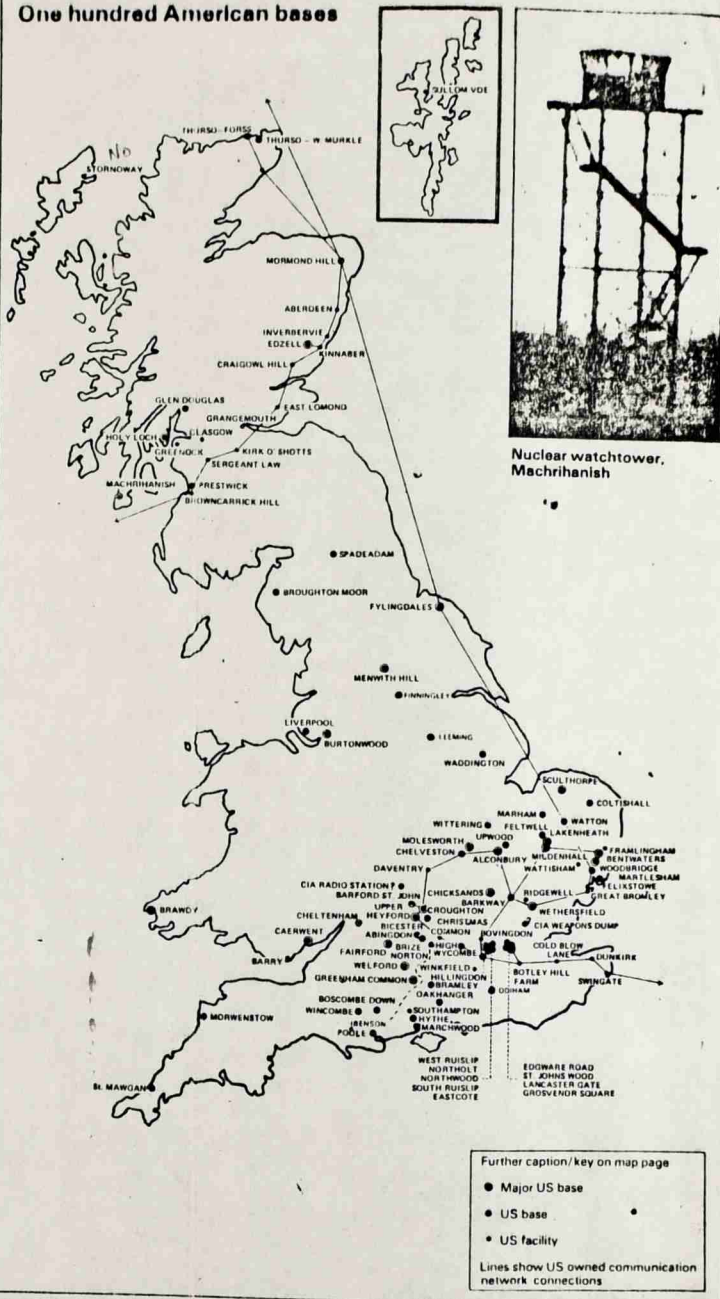 One hundred American bases
SULLOM VOE
THURSO - FORSS
THURSO - W. MURKLE
No
STORNOWAY
MORMOND HILL
ABERDEEN
INVERBERVIE
EDZELL
KINNABER
CRAIGOWL HILL
GLEN DOUGLAS
EAST LOMOND
GRANGEMOUTH
HOLY LOCH
GLASGOW
GREENOCK
KIRK O' SHOTTS
SERGEANT LAW
MACHRIHANISH
PRESTWICK
BROWNCARRICK HILL
Nuclear watchtower,
Machrihanish
SPADEADAM
BROUGHTON MOOR
FYLINGDALES
MENWITH HILL
FINNINGLEY
LIVERPOOL
BURTONWOOD
LEEMING
WADDINGTON
SCULTHORPE
COLTISHALL
MARHAM
WATTON
WITTERING
FELTWELL
LAKENHEATH
MOLESWORTH
UPWOOD
CHELVESTON
ALCONBURY
MILDENHALL
FRAMLINGHAM
BENTWATERS
WOODBRIDGE
DAVENTRY
WATTISHAM
MARTLESHAM
FELIXSTOWE
GREAT BROMLEY
CIA RADIO STATION?
BARFORD ST. JOHN
CHICKSANDS
RIDGEWELL
BARKWAY
WETHERSFIELD
BRAWDY
CHELTENHAM
UPPER
HEYFORD
CROUGHTON
CHRISTMAS
COMMON
CIA WEAPONS DUMP
CAERWENT
BICESTER
ABINGDON
BOVINGDON
BARRY
FAIRFORD
BRIZE
NORTON
HIGH
WYCOMBE
COLD BLOW
LANE
DUNKIRK
WELFORD
WINKFIELD
HILLINGDON
BOTLEY HILL
FARM
SWINGATE
GREENHAM COMMON
BRAMLEY
ODIHAM
OAKHANGER
BOSCOMBE DOWN
WINCOMBE
SOUTHAMPTON
HYTHE
BENSON
MARCHWOOD
POOLE
MORWENSTOW
St. MAWGAN
WEST RUISLIP
NORTHOLT
NORTHWOOD
SOUTH RUISLIP
EASTCOTE
EDGWARE ROAD
ST. JOHNS WOOD
LANCASTER GATE
GROSVENOR SQUARE
Further caption/key on map page
Major US base
US base
US facility
Lines show US owned communication
network connections